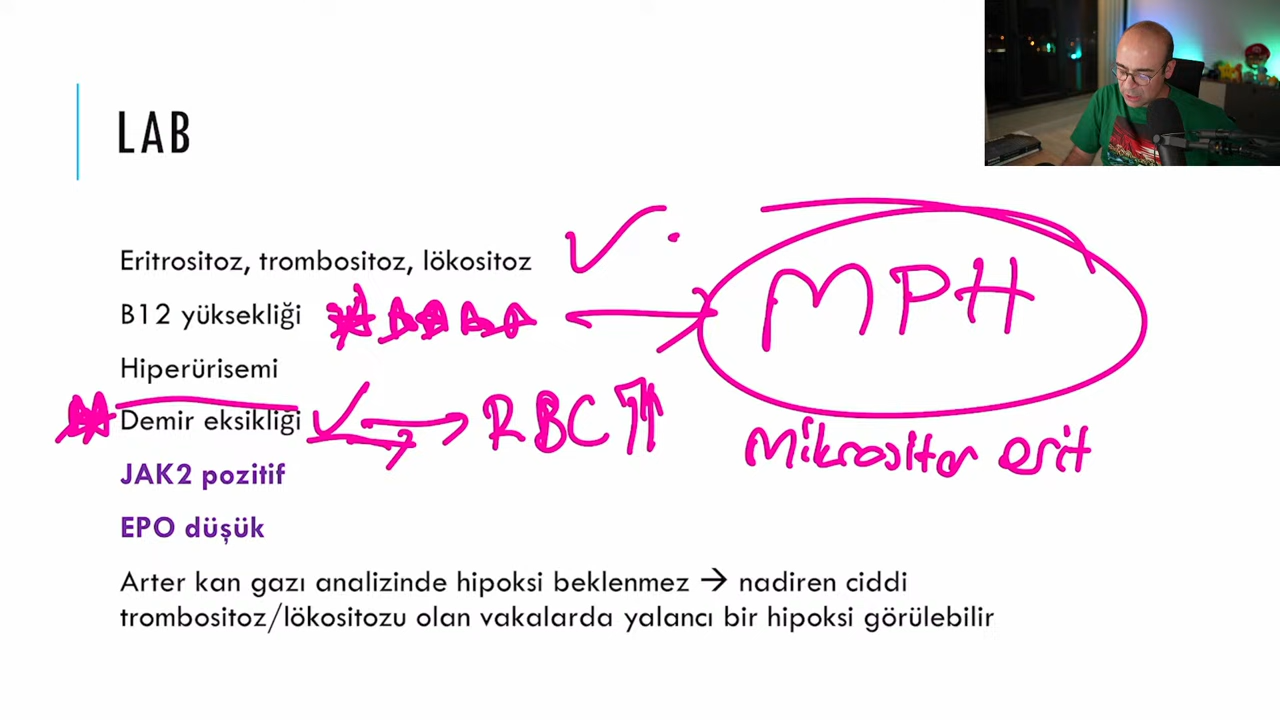 LAB
Eritrositoz, trombositoz, lökositoz
B12 yüksekliği
MPH
Hiperürisemi
Demir eksikliği
RBC ↑↑
Mikrositer erit
JAK2 pozitif
EPO düşük
Arter kan gazı analizinde hipoksi beklenmez → nadiren ciddi
trombositoz/lökositozu olan vakalarda yalancı bir hipoksi görülebilir